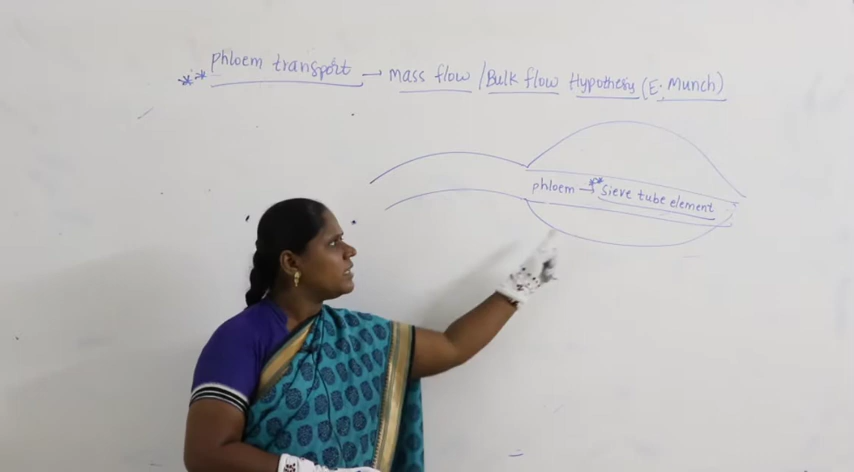 ** Phloem transport → Mass flow / Bulk flow Hypothesis (E. Munch)
phloem → ** sieve tube element